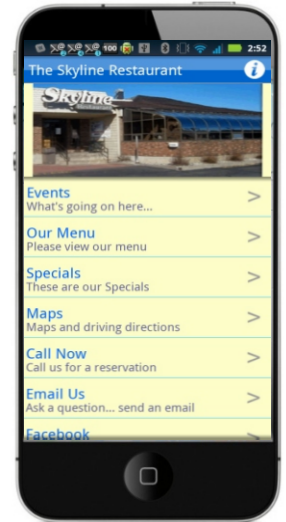 100 2:52
The Skyline Restaurant i
Skyline
Events
What's going on here...
Our Menu
Please view our menu
Specials
These are our Specials
Maps
Maps and driving directions
Call Now
Call us for a reservation
Email Us
Ask a question... send an email
Facebook